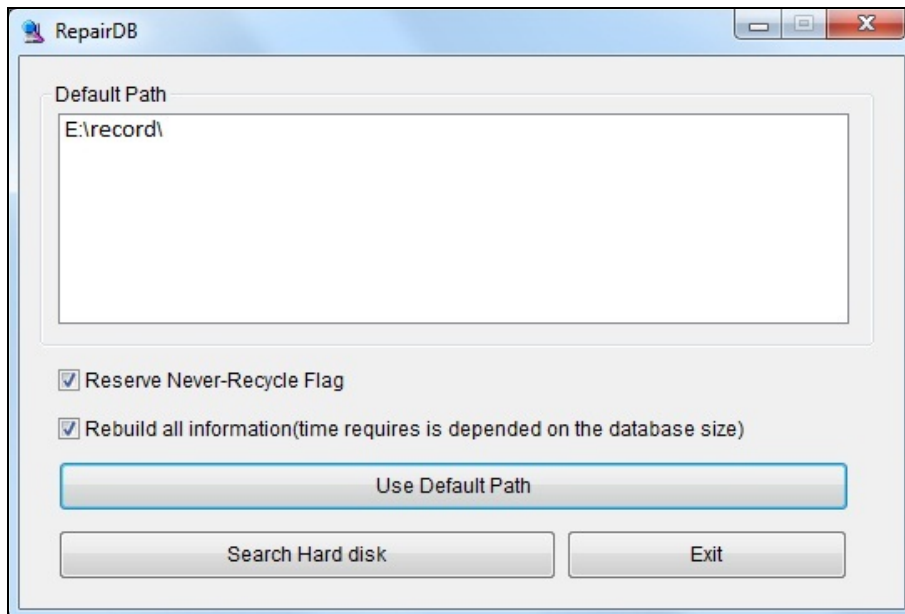 RepairDB
Default Path
E:\record\
Reserve Never-Recycle Flag
Rebuild all information(time requires is depended on the database size)
Use Default Path
Search Hard disk
Exit